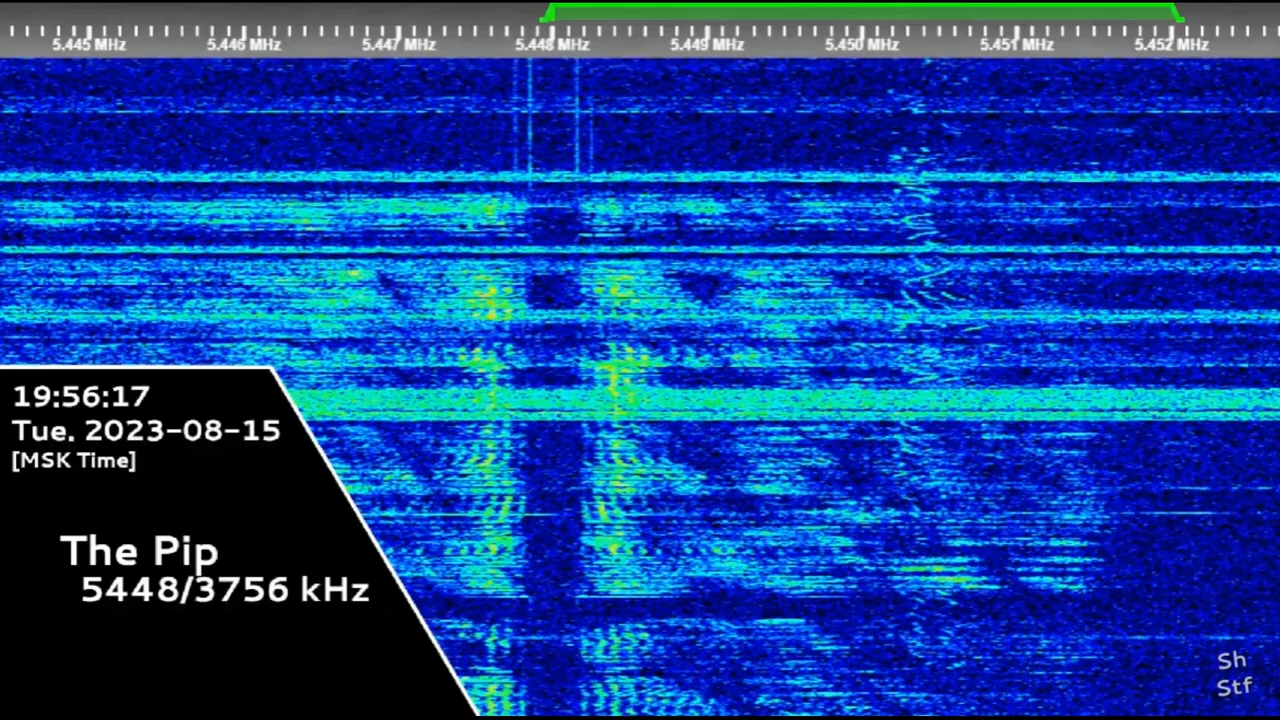 5.445 MHz 5.446 MHz 5.447 MHz 5.448 MHz 5.449 MHz 5.450 MHz 5.451 MHz 5.452 MHz
19:56:17
Tue. 2023-08-15
[MSK Time]
The Pip
5448/3756 kHz
Sh
Stf